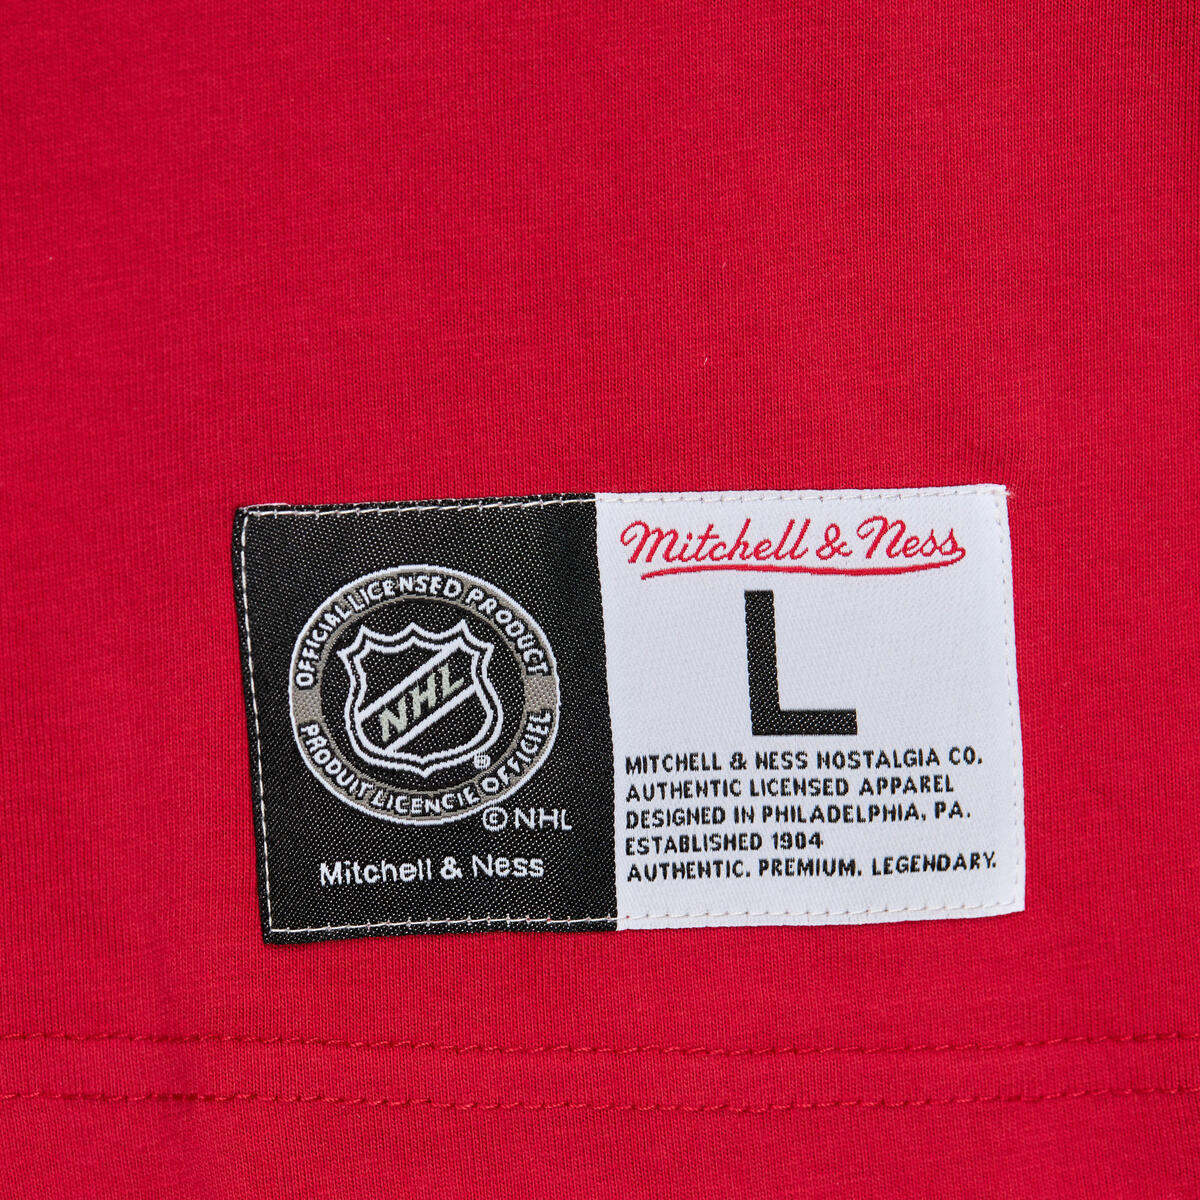 OFFICIAL LICENSED PRODUCT
NHL
®
PRODUIT LICENCIE OFFICIEL
© NHL
Mitchell & Ness
Mitchell & Ness
L
MITCHELL & NESS NOSTALGIA CO.
AUTHENTIC LICENSED APPAREL
DESIGNED IN PHILADELPHIA, PA.
ESTABLISHED 1904
AUTHENTIC. PREMIUM. LEGENDARY.